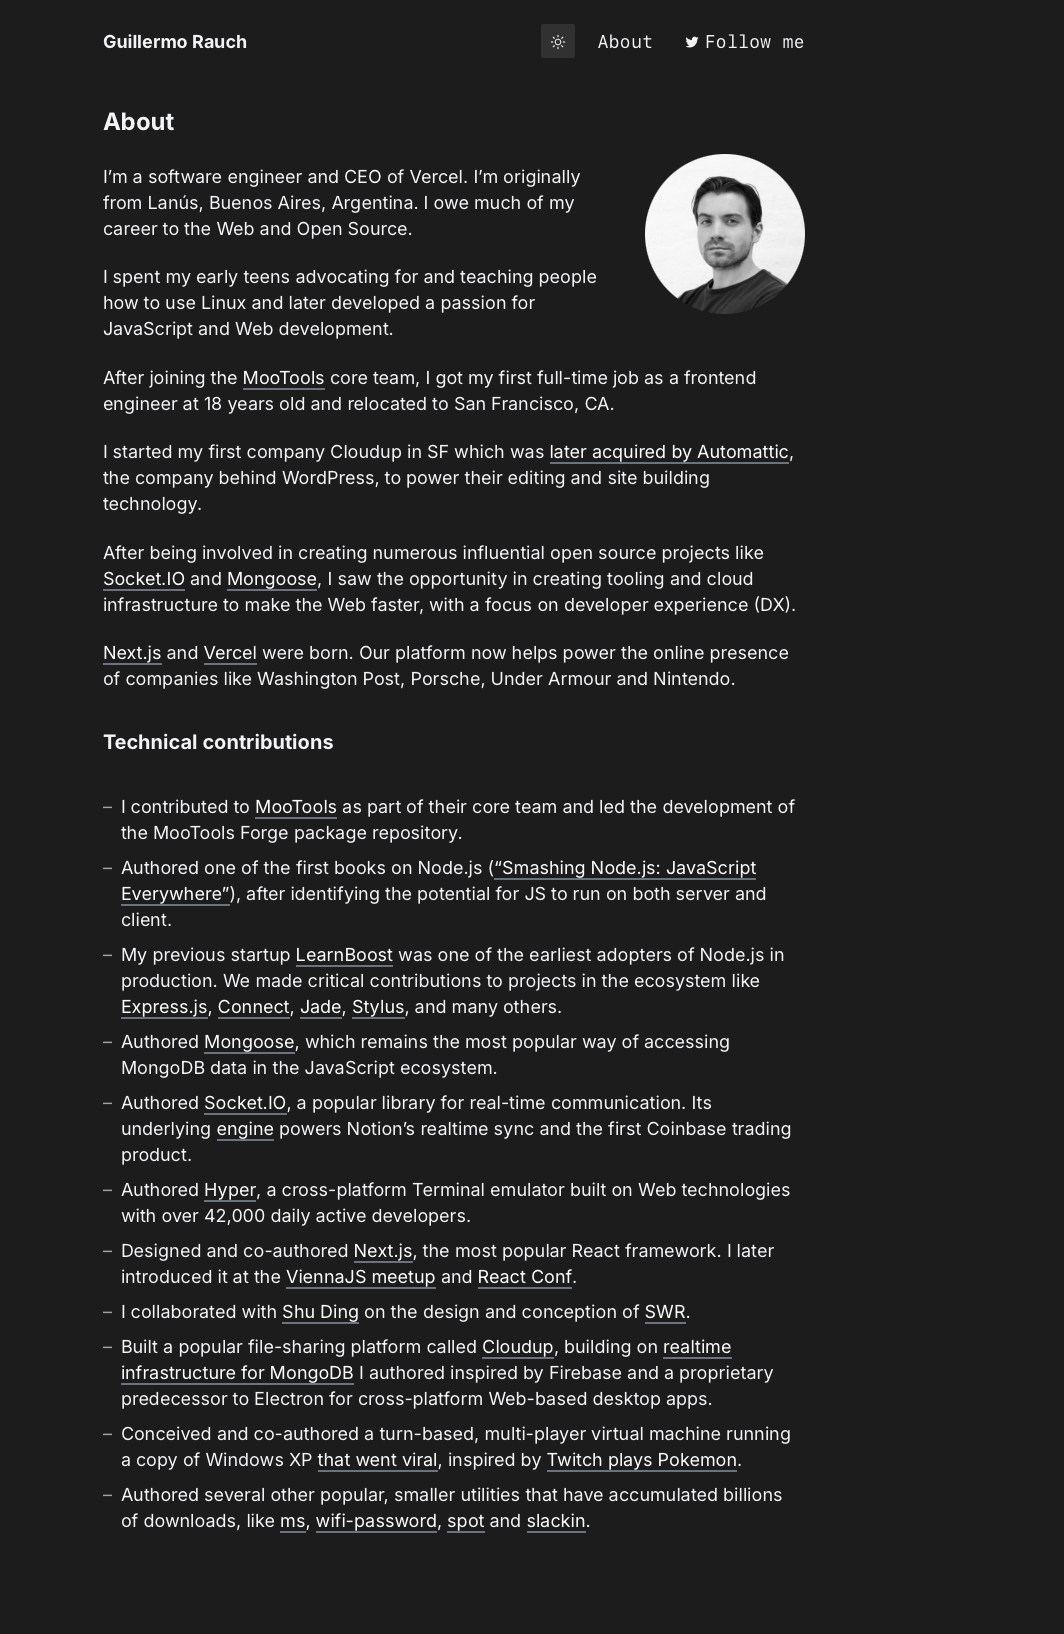 Guillermo Rauch
About
Follow me
About
I’m a software engineer and CEO of Vercel. I’m originally
from Lanús, Buenos Aires, Argentina. I owe much of my
career to the Web and Open Source.
I spent my early teens advocating for and teaching people
how to use Linux and later developed a passion for
JavaScript and Web development.
After joining the MooTools core team, I got my first full-time job as a frontend
engineer at 18 years old and relocated to San Francisco, CA.
I started my first company Cloudup in SF which was later acquired by Automattic,
the company behind WordPress, to power their editing and site building
technology.
After being involved in creating numerous influential open source projects like
Socket.IO and Mongoose, I saw the opportunity in creating tooling and cloud
infrastructure to make the Web faster, with a focus on developer experience (DX).
Next.js and Vercel were born. Our platform now helps power the online presence
of companies like Washington Post, Porsche, Under Armour and Nintendo.
Technical contributions
– I contributed to MooTools as part of their core team and led the development of
the MooTools Forge package repository.
– Authored one of the first books on Node.js (“Smashing Node.js: JavaScript
Everywhere”), after identifying the potential for JS to run on both server and
client.
– My previous startup LearnBoost was one of the earliest adopters of Node.js in
production. We made critical contributions to projects in the ecosystem like
Express.js, Connect, Jade, Stylus, and many others.
– Authored Mongoose, which remains the most popular way of accessing
MongoDB data in the JavaScript ecosystem.
– Authored Socket.IO, a popular library for real-time communication. Its
underlying engine powers Notion’s realtime sync and the first Coinbase trading
product.
– Authored Hyper, a cross-platform Terminal emulator built on Web technologies
with over 42,000 daily active developers.
– Designed and co-authored Next.js, the most popular React framework. I later
introduced it at the ViennaJS meetup and React Conf.
– I collaborated with Shu Ding on the design and conception of SWR.
– Built a popular file-sharing platform called Cloudup, building on realtime
infrastructure for MongoDB I authored inspired by Firebase and a proprietary
predecessor to Electron for cross-platform Web-based desktop apps.
– Conceived and co-authored a turn-based, multi-player virtual machine running
a copy of Windows XP that went viral, inspired by Twitch plays Pokemon.
– Authored several other popular, smaller utilities that have accumulated billions
of downloads, like ms, wifi-password, spot and slackin.